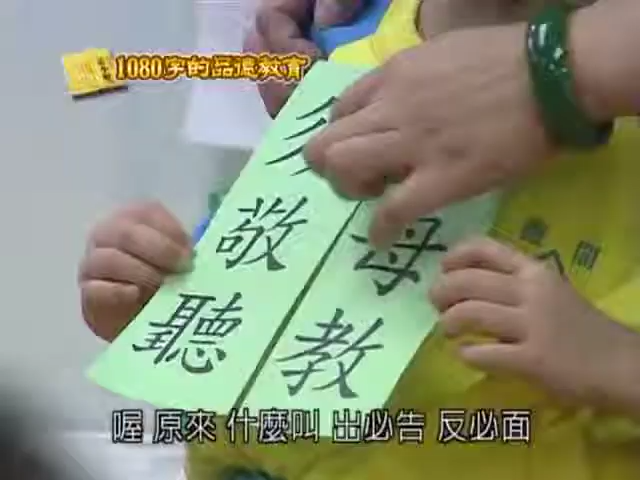 1080字的品德教育
須敬聽
母教
喔 原來 什麼叫 出必告 反必面